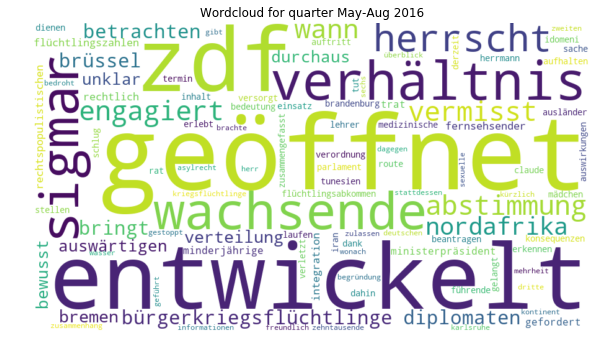 Wordcloud for quarter May-Aug 2016
dienen
betrachten
wann
herrscht
zweiten
flüchtlingszahlen
gibt
auftritt
überblick
derzeit
idomeni
sache
zdf
brüssel
durchaus
herrmann
aufhalten
unklar
termin
verhältnis
bedroht
rechtlich
inhalt
versorgt
bedeutung
einsatz
tut
sigmar
rechtspopulistischen
engagiert
vermisst
ausländer
brandenburg
trat
fernsehsender
erlebt
brachte
lehrer
medizinische
auswirkungen
schlug
zusammengefasst
geöffnet
verordnung
dagegen
parlament
rat
asylrecht
herr
tunesien
route
sexuelle
claude
kriegsflüchtlinge
flüchtlingsabkommen
kürzlich
mädchen
stellen
wachsende
stattdessen
abstimmung
bringt
nordafrika
gestoppt
zulassen
deutschen
konsequenzen
verteilung
laufen
iran
beantragen
auswärtigen
dank
ministerpräsident
erkennen
minderjährige
verletzt
integration
wonach
gelangt
mehrheit
bewusst
wasser
entwickelt
geführt
begründung
dahin
führende
dritte
bremen
bürgerkriegsflüchtlinge
diplomaten
gefordert
kontinent
zusammenhang
informationen
freundlich
zehntausende
karlsruhe